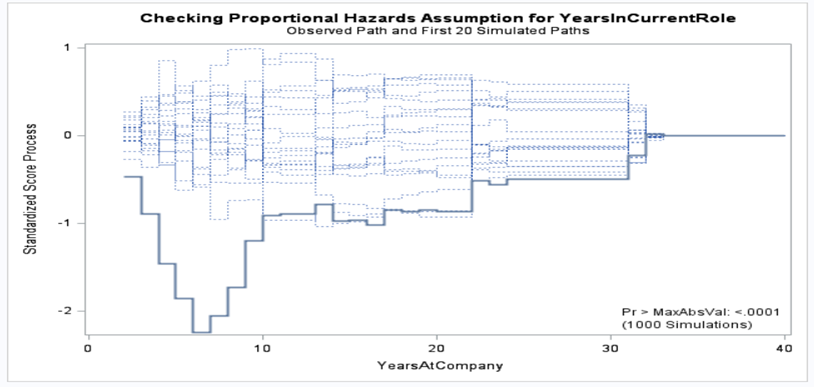 Checking Proportional Hazards Assumption for YearsInCurrentRole
Observed Path and First 20 Simulated Paths
Standardized Score Process
1
0
-1
-2
Pr > MaxAbsVal: <.0001
(1000 Simulations)
0 10 20 30 40
YearsAtCompany